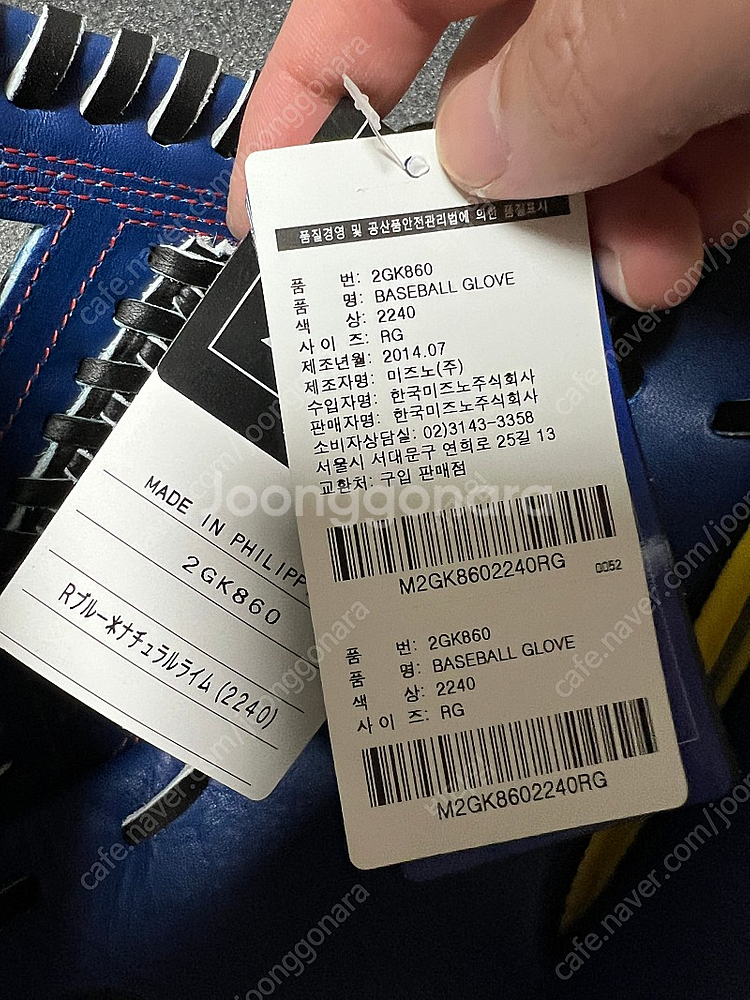 품질경영 및 공산품안전관리법에 의한 품질표시
품 번: 2GK860
품 명: BASEBALL GLOVE
색 상: 2240
사 이 즈: RG
제조년월: 2014.07
제조자명: 미즈노(주)
수입자명: 한국미즈노주식회사
판매자명: 한국미즈노주식회사
소비자상담실: 02)3143-3358
서울시 서대문구 연희로 25길 13
교환처: 구입 판매점
M2GK8602240RG 0052
품 번: 2GK860
품 명: BASEBALL GLOVE
색 상: 2240
사 이 즈: RG
M2GK8602240RG
MADE IN PHILIPP
2GK860
Rブルー×ナチュラルライム (2240)
Joonggonara
cafe.naver.com/joonggonara